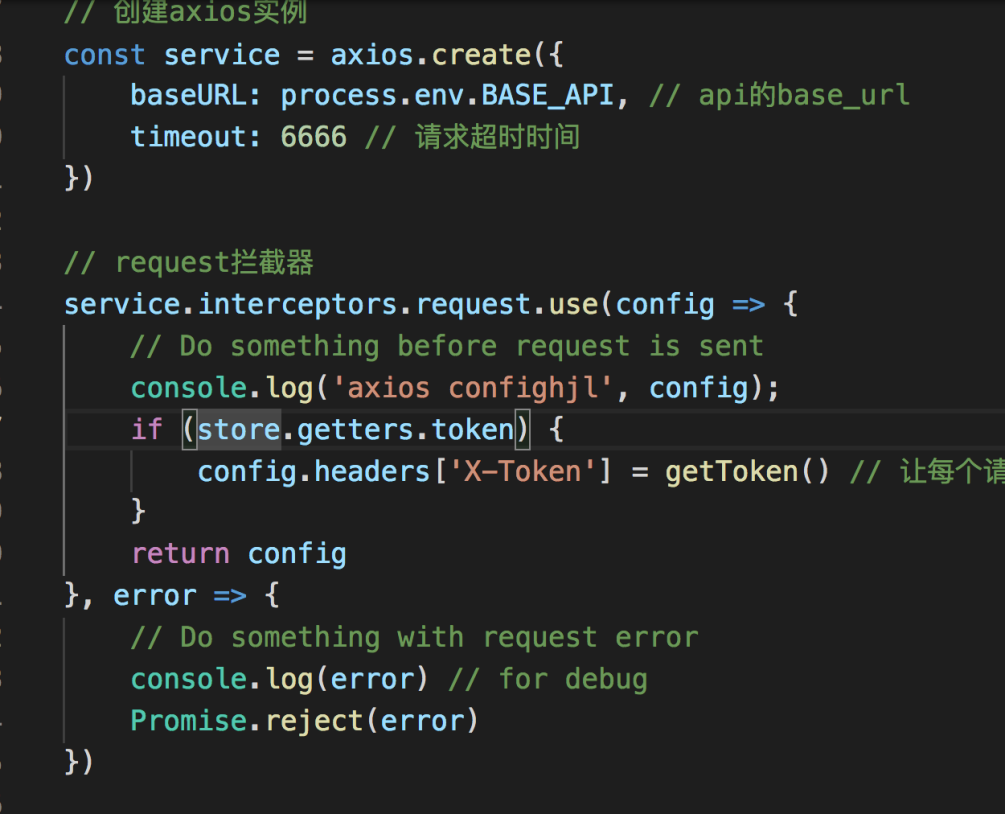 // 创建axios实例
const service = axios.create({
baseURL: process.env.BASE_API, // api的base_url
timeout: 6666 // 请求超时时间
})
// request拦截器
service.interceptors.request.use(config => {
// Do something before request is sent
console.log('axios confighjl', config);
if (store.getters.token) {
config.headers['X-Token'] = getToken() // 让每个请
}
return config
}, error => {
// Do something with request error
console.log(error) // for debug
Promise.reject(error)
})